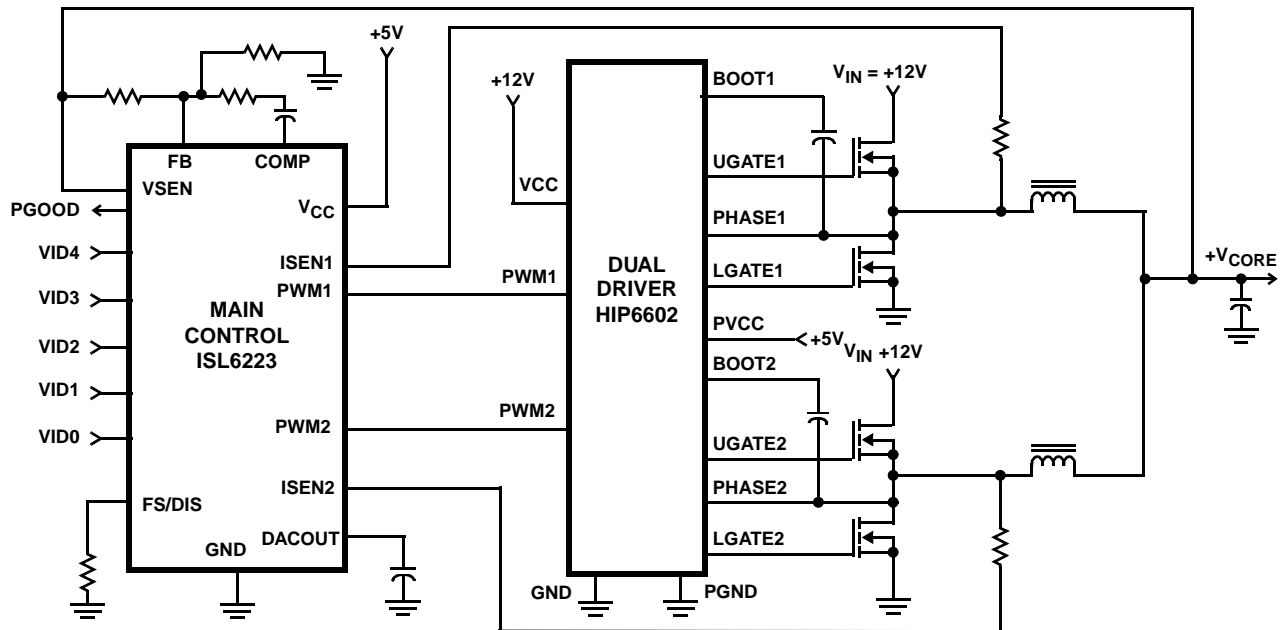 +5V
+12V
BOOT1
VIN = +12V
FB
COMP
VSEN
UGATE1
PGOOD
VCC
VCC
PHASE1
VID4
ISEN1
PWM1
PWM1
LGATE1
+VCORE
VID3
MAIN
CONTROL
ISL6223
DUAL
DRIVER
HIP6602
PVCC
+5V
VIN +12V
VID2
BOOT2
VID1
VID0
PWM2
PWM2
UGATE2
ISEN2
PHASE2
FS/DIS
DACOUT
LGATE2
GND
GND
PGND